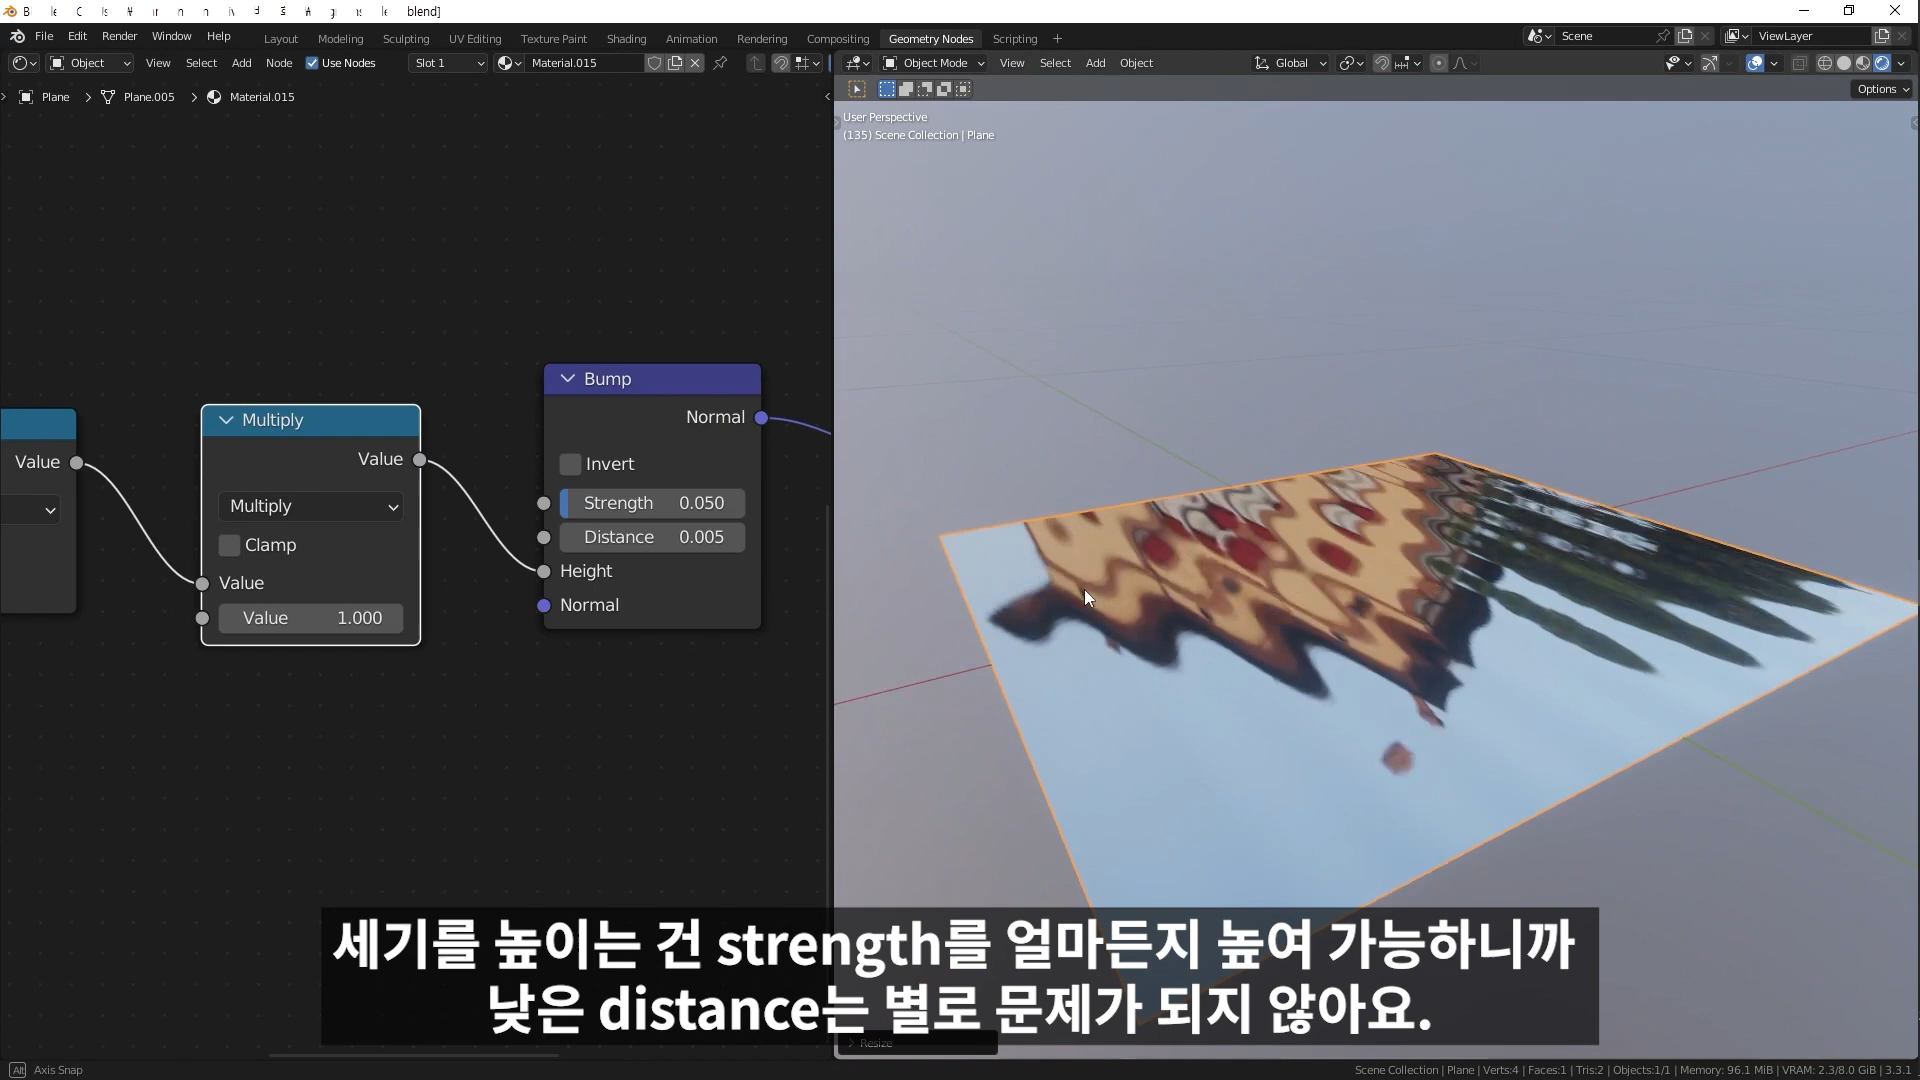 blend]
File Edit Render Window Help Layout Modeling Sculpting UV Editing Texture Paint Shading Animation Rendering Compositing Geometry Nodes Scripting + Scene ViewLayer
Object View Select Add Node Use Nodes Slot 1 Material.015
Object Mode View Select Add Object Global
Options
Plane > Plane.005 > Material.015
User Perspective
(135) Scene Collection | Plane
Value
Multiply
Value
Multiply
Clamp
Value
Value 1.000
Bump
Normal
Invert
Strength 0.050
Distance 0.005
Height
Normal
세기를 높이는 건 strength를 얼마든지 높여 가능하니까
낮은 distance는 별로 문제가 되지 않아요.
> Resize
Alt Axis Snap
Scene Collection | Plane | Verts:4 | Faces:1 | Tris:2 | Objects:1/1 | Memory: 96.1 MiB | VRAM: 2.3/8.0 GiB | 3.3.1